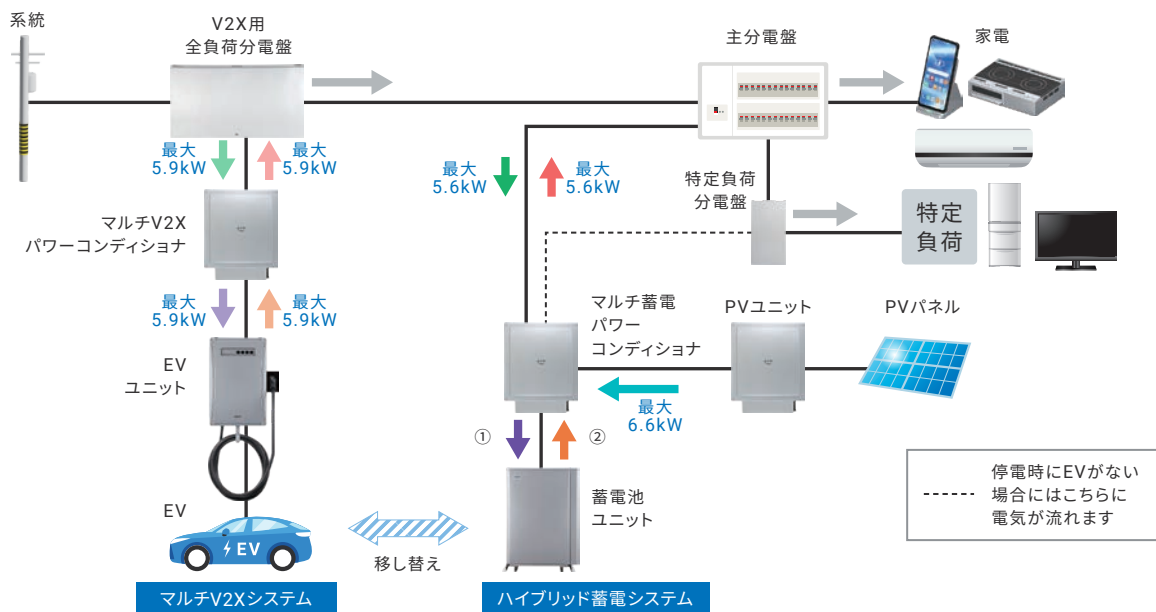 系統
V2X用
全負荷分電盤
主分電盤
家電
最大
5.9kW
最大
5.9kW
マルチV2X
パワーコンディショナ
最大
5.6kW
最大
5.6kW
特定負荷
分電盤
特定
負荷
最大
5.9kW
最大
5.9kW
マルチ蓄電
パワー
コンディショナ
PVユニット
PVパネル
EV
ユニット
最大
6.6kW
①
②
蓄電池
ユニット
停電時にEVがない
場合にはこちらに
電気が流れます
EV
EV
移し替え
マルチV2Xシステム
ハイブリッド蓄電システム